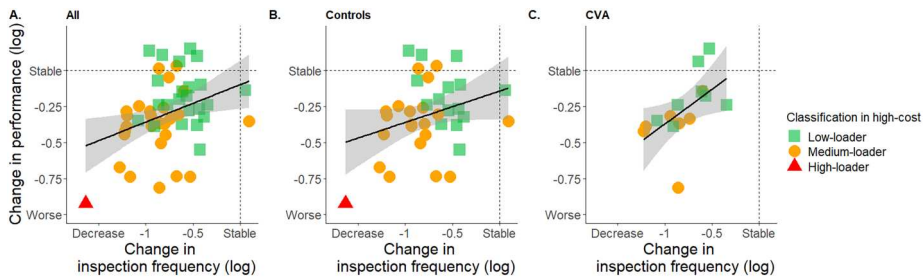 A. All
B. Controls
C. CVA
Change in performance (log)
Stable
-0.25
-0.5
-0.75
Worse
Stable
-0.25
-0.5
-0.75
Worse
Stable
-0.25
-0.5
-0.75
Worse
Decrease -1 -0.5 Stable
Decrease -1 -0.5 Stable
Decrease -1 -0.5 Stable
Change in
inspection frequency (log)
Change in
inspection frequency (log)
Change in
inspection frequency (log)
Classification in high-cost
Low-loader
Medium-loader
High-loader